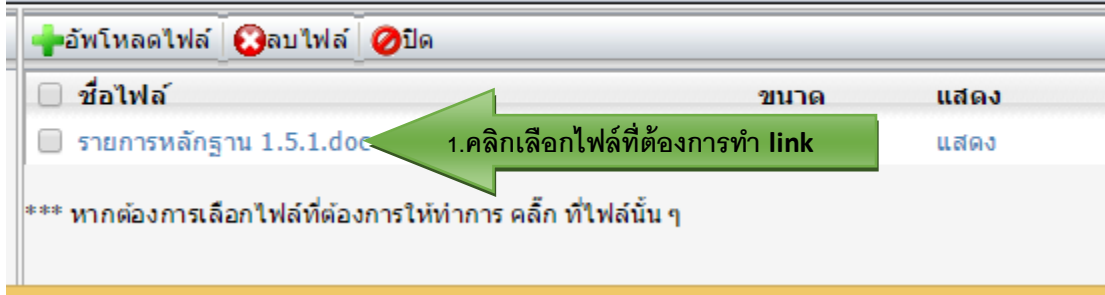 อัพโหลดไฟล์ ลบไฟล์ ปิด
ชื่อไฟล์ ขนาด แสดง
รายการหลักฐาน 1.5.1.doc 1.คลิกเลือกไฟล์ที่ต้องการทำ link แสดง
*** หากต้องการเลือกไฟล์ที่ต้องการให้ทำการ คลิ๊ก ที่ไฟล์นั้น ๆ